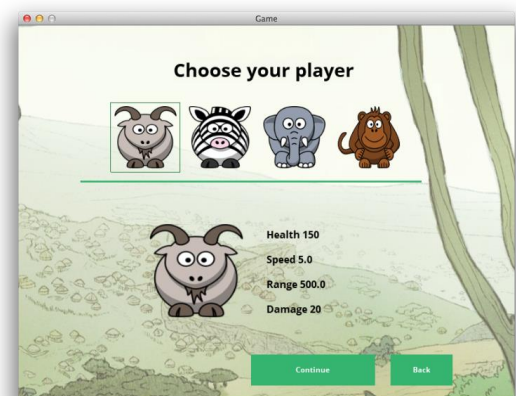 Game
Choose your player
Health 150
Speed 5.0
Range 500.0
Damage 20
Continue
Back